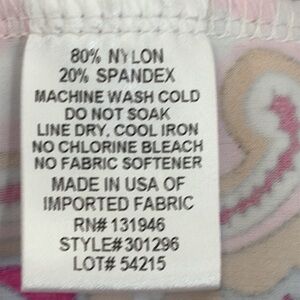 80% NYLON
20% SPANDEX
MACHINE WASH COLD
DO NOT SOAK
LINE DRY, COOL IRON
NO CHLORINE BLEACH
NO FABRIC SOFTENER
MADE IN USA OF
IMPORTED FABRIC
RN# 131946
STYLE#301296
LOT# 54215